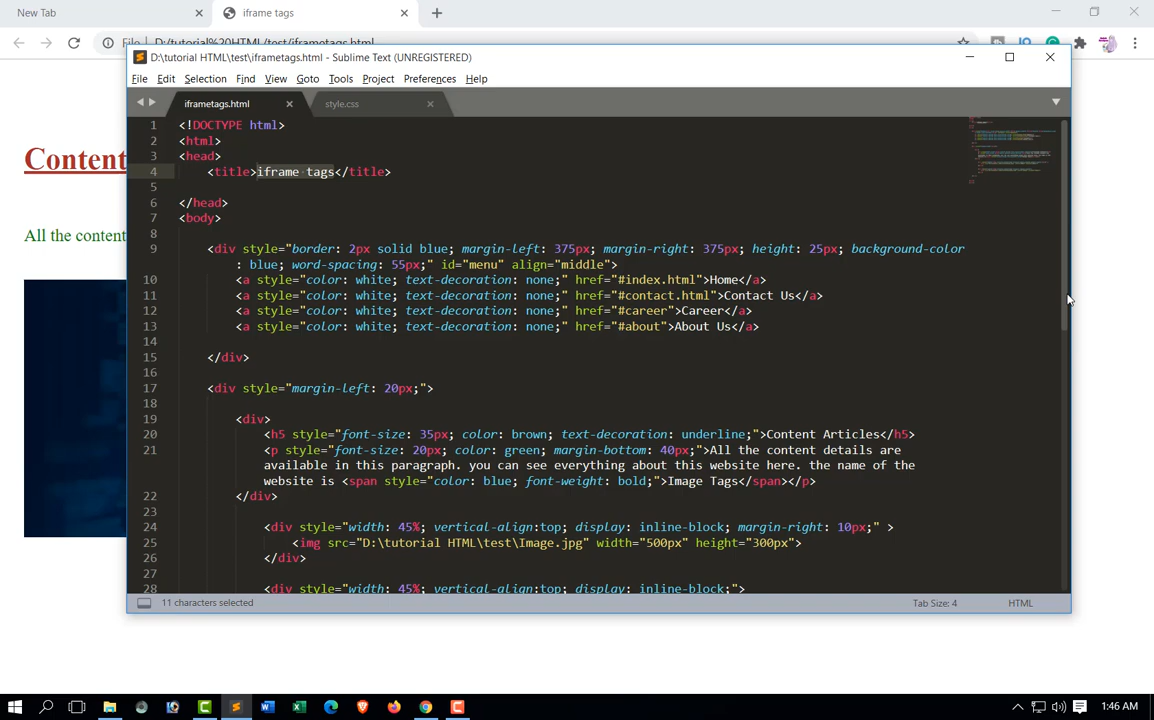 New Tab
iframe tags
File
D:/tutorial%20HTML/test/iframetags.html
D:\tutorial HTML\test\iframetags.html - Sublime Text (UNREGISTERED)
File Edit Selection Find View Goto Tools Project Preferences Help
iframetags.html
style.css
1 <!DOCTYPE html>
2 <html>
3 <head>
4 <title>iframe tags</title>
5
6 </head>
7 <body>
8
9 <div style="border: 2px solid blue; margin-left: 375px; margin-right: 375px; height: 25px; background-color
: blue; word-spacing: 55px;" id="menu" align="middle">
10 <a style="color: white; text-decoration: none;" href="#index.html">Home</a>
11 <a style="color: white; text-decoration: none;" href="#contact.html">Contact Us</a>
12 <a style="color: white; text-decoration: none;" href="#career">Career</a>
13 <a style="color: white; text-decoration: none;" href="#about">About Us</a>
14
15 </div>
16
17 <div style="margin-left: 20px;">
18
19 <div>
20 <h5 style="font-size: 35px; color: brown; text-decoration: underline;">Content Articles</h5>
21 <p style="font-size: 20px; color: green; margin-bottom: 40px;">All the content details are
available in this paragraph. you can see everything about this website here. the name of the
website is <span style="color: blue; font-weight: bold;">Image Tags</span></p>
22 </div>
23
24 <div style="width: 45%; vertical-align:top; display: inline-block; margin-right: 10px;" >
25 <img src="D:\tutorial HTML\test\Image.jpg" width="500px" height="300px">
26 </div>
27
28 <div style="width: 45%; vertical-align:top; display: inline-block;">
Content
All the content
11 characters selected
Tab Size: 4
HTML
1:46 AM